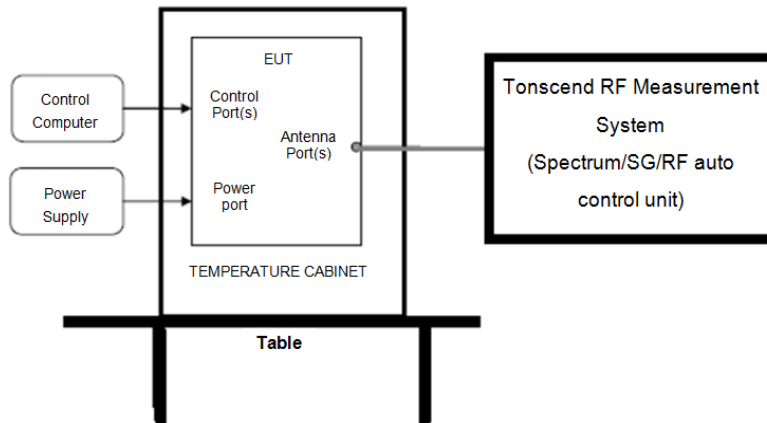 EUT
Control
Computer
Control
Port(s)
Antenna
Port(s)
Power
Supply
Power
port
TEMPERATURE CABINET
Table
Tonscend RF Measurement
System
(Spectrum/SG/RF auto
control unit)